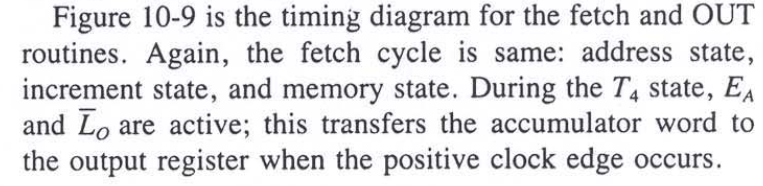 Figure 10-9 is the timing diagram for the fetch and OUT
routines. Again, the fetch cycle is same: address state,
increment state, and memory state. During the T₄ state, E_A
and L̅_O are active; this transfers the accumulator word to
the output register when the positive clock edge occurs.